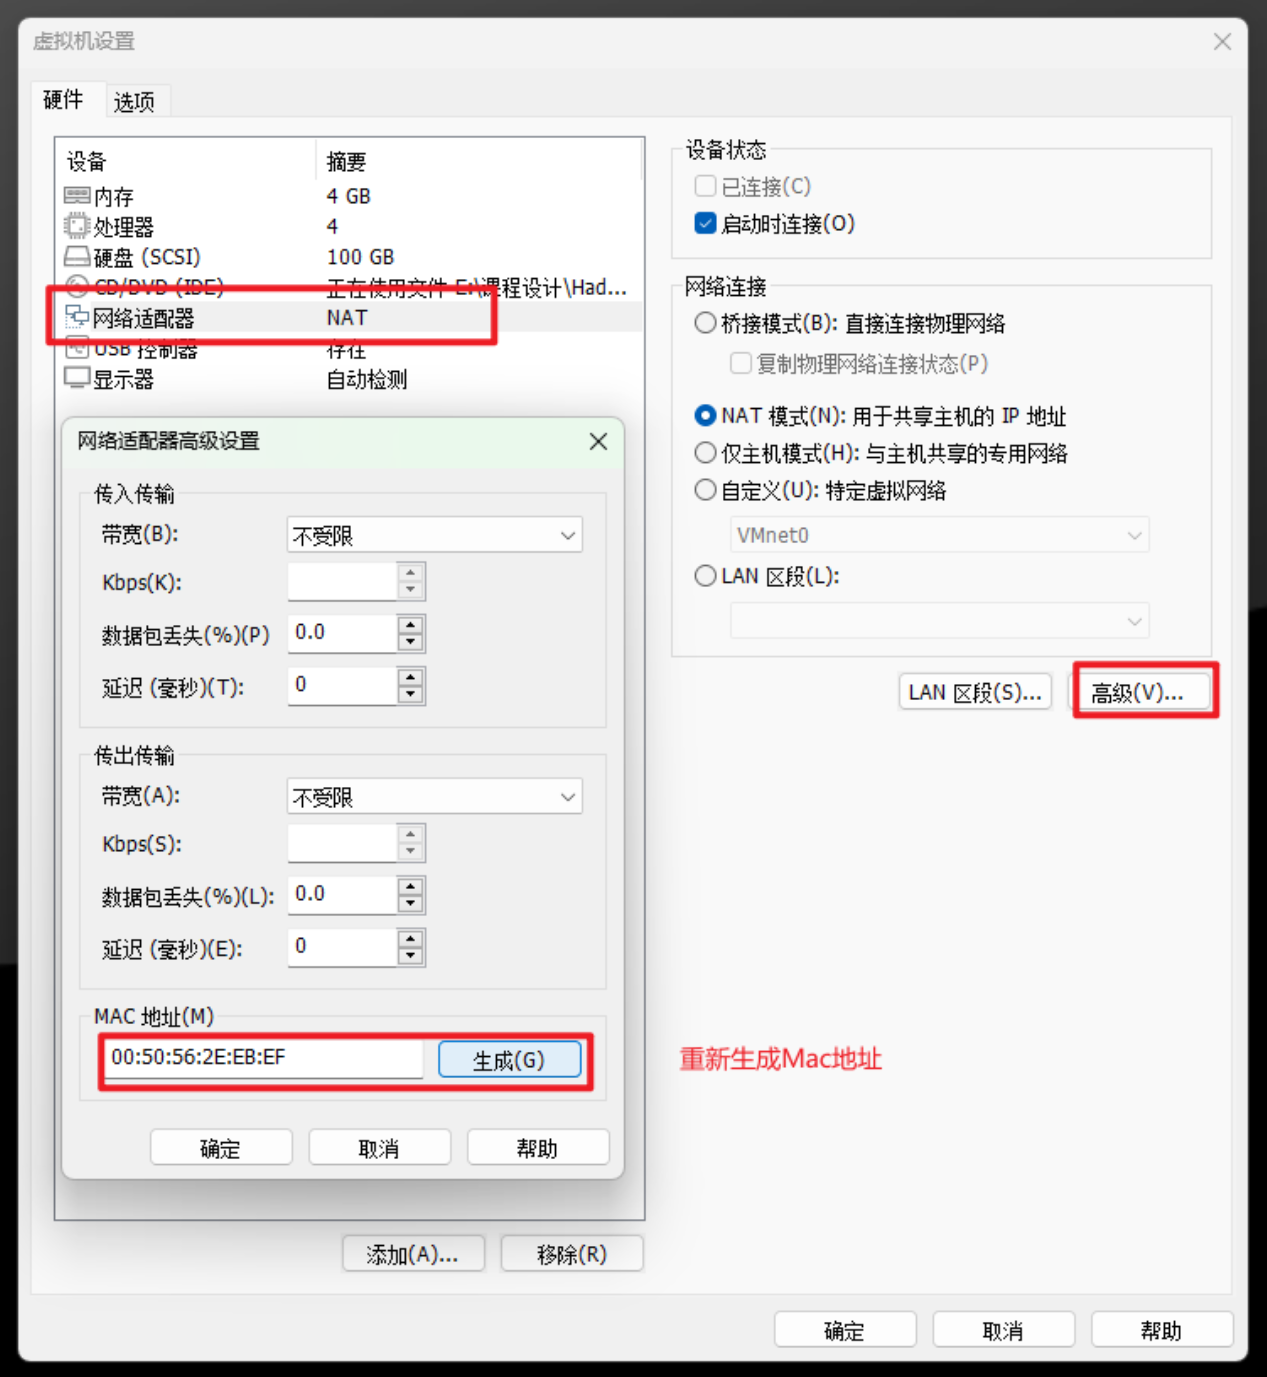 虚拟机设置
硬件
选项
设备 摘要
内存 4 GB
处理器 4
硬盘 (SCSI) 100 GB
CD/DVD (IDE) 正在使用文件 E:\课程设计\Had...
网络适配器 NAT
USB 控制器 存在
显示器 自动检测
设备状态
已连接(C)
启动时连接(O)
网络连接
桥接模式(B): 直接连接物理网络
复制物理网络连接状态(P)
NAT 模式(N): 用于共享主机的 IP 地址
仅主机模式(H): 与主机共享的专用网络
自定义(U): 特定虚拟网络
VMnet0
LAN 区段(L):
LAN 区段(S)...
高级(V)...
网络适配器高级设置
传入传输
带宽(B): 不受限
Kbps(K):
数据包丢失(%)(P) 0.0
延迟 (毫秒)(T): 0
传出传输
带宽(A): 不受限
Kbps(S):
数据包丢失(%)(L): 0.0
延迟 (毫秒)(E): 0
MAC 地址(M)
00:50:56:2E:EB:EF
生成(G)
重新生成Mac地址
确定
取消
帮助
添加(A)...
移除(R)
确定
取消
帮助